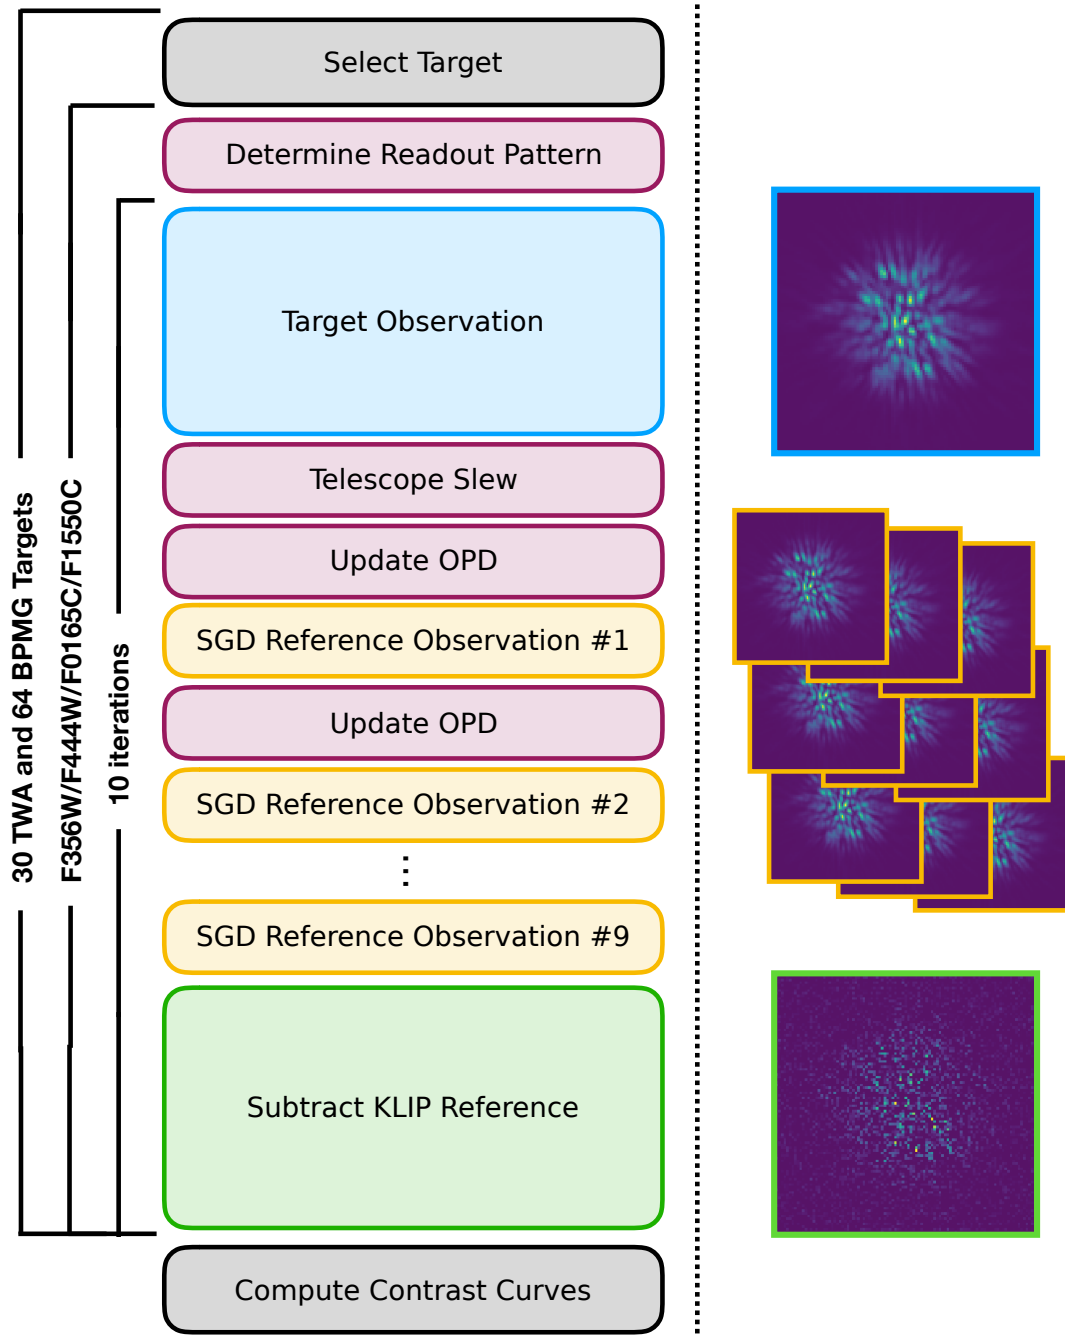 Select Target
Determine Readout Pattern
Target Observation
Telescope Slew
Update OPD
SGD Reference Observation #1
Update OPD
SGD Reference Observation #2
⋮
SGD Reference Observation #9
Subtract KLIP Reference
Compute Contrast Curves
30 TWA and 64 BPMG Targets
F356W/F444W/F0165C/F1550C
10 iterations